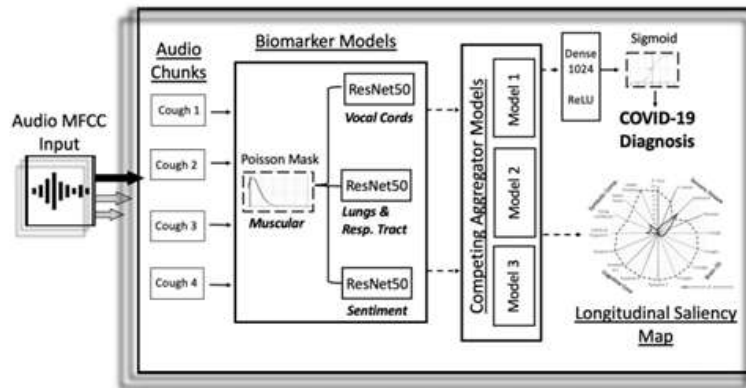 Audio MFCC
Input
Audio
Chunks
Cough 1
Cough 2
Cough 3
Cough 4
Biomarker Models
Poisson Mask
Muscular
ResNet50
Vocal Cords
ResNet50
Lungs &
Resp. Tract
ResNet50
Sentiment
Competing Aggregator Models
Model 1
Model 2
Model 3
Dense
1024
ReLU
Sigmoid
COVID-19
Diagnosis
Longitudinal Saliency
Map